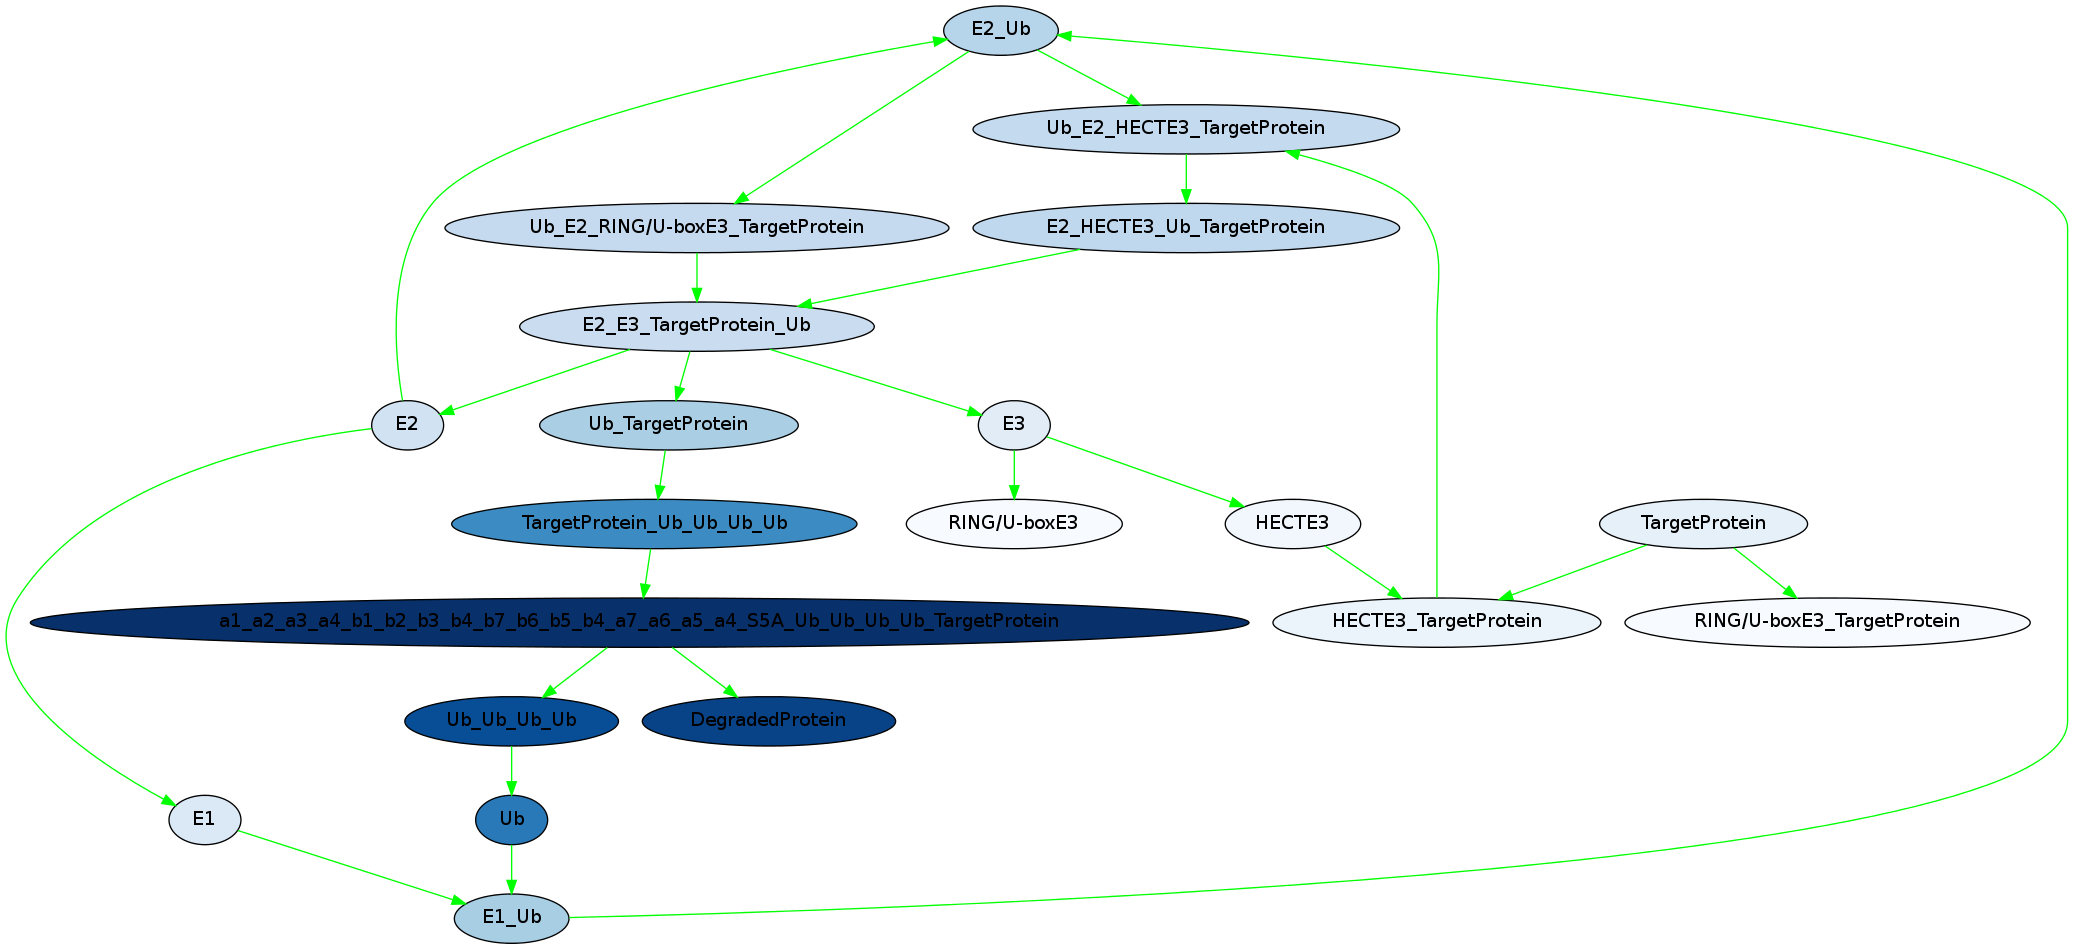 E2_Ub
Ub_E2_HECTE3_TargetProtein
Ub_E2_RING/U-boxE3_TargetProtein
E2_HECTE3_Ub_TargetProtein
E2_E3_TargetProtein_Ub
E2
Ub_TargetProtein
E3
TargetProtein_Ub_Ub_Ub_Ub
RING/U-boxE3
HECTE3
TargetProtein
a1_a2_a3_a4_b1_b2_b3_b4_b7_b6_b5_b4_a7_a6_a5_a4_S5A_Ub_Ub_Ub_Ub_TargetProtein
HECTE3_TargetProtein
RING/U-boxE3_TargetProtein
Ub_Ub_Ub_Ub
DegradedProtein
E1
Ub
E1_Ub